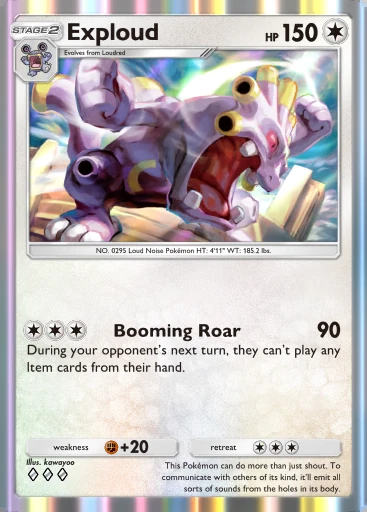 STAGE 2 Exploud HP 150
Evolves from Loudred
NO. 0295 Loud Noise Pokémon HT: 4'11" WT: 185.2 lbs.
Booming Roar 90
During your opponent's next turn, they can't play any
Item cards from their hand.
weakness +20 retreat
Illus. kawayoo
This Pokémon can do more than just shout. To
communicate with others of its kind, it'll emit all
sorts of sounds from the holes in its body.